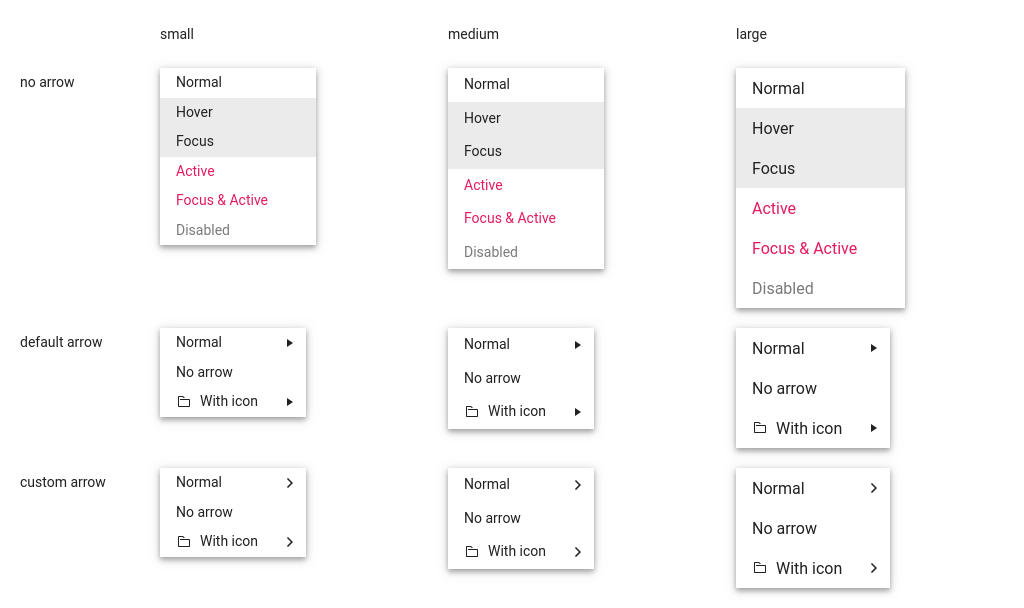 small medium large
no arrow
Normal Normal Normal
Hover Hover Hover
Focus Focus Focus
Active Active Active
Focus & Active Focus & Active Focus & Active
Disabled Disabled Disabled
default arrow
Normal Normal Normal
No arrow No arrow No arrow
With icon With icon With icon
custom arrow
Normal Normal Normal
No arrow No arrow No arrow
With icon With icon With icon